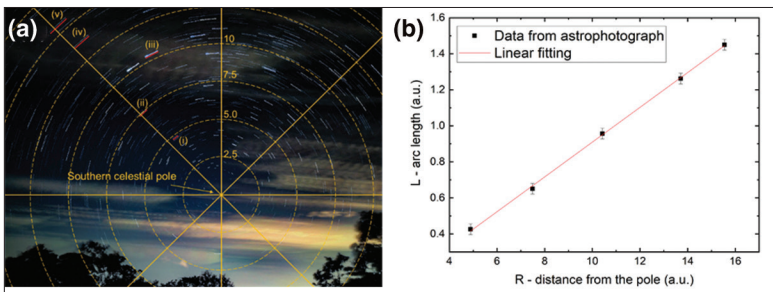 (a)
(v)
(iv)
(iii)
(ii)
(i)
10
7.5
5.0
2.5
Southern celestial pole
(b)
Data from astrophotograph
Linear fitting
L - arc length (a.u.)
1.6
1.4
1.2
1.0
0.8
0.6
0.4
4 6 8 10 12 14 16
R - distance from the pole (a.u.)